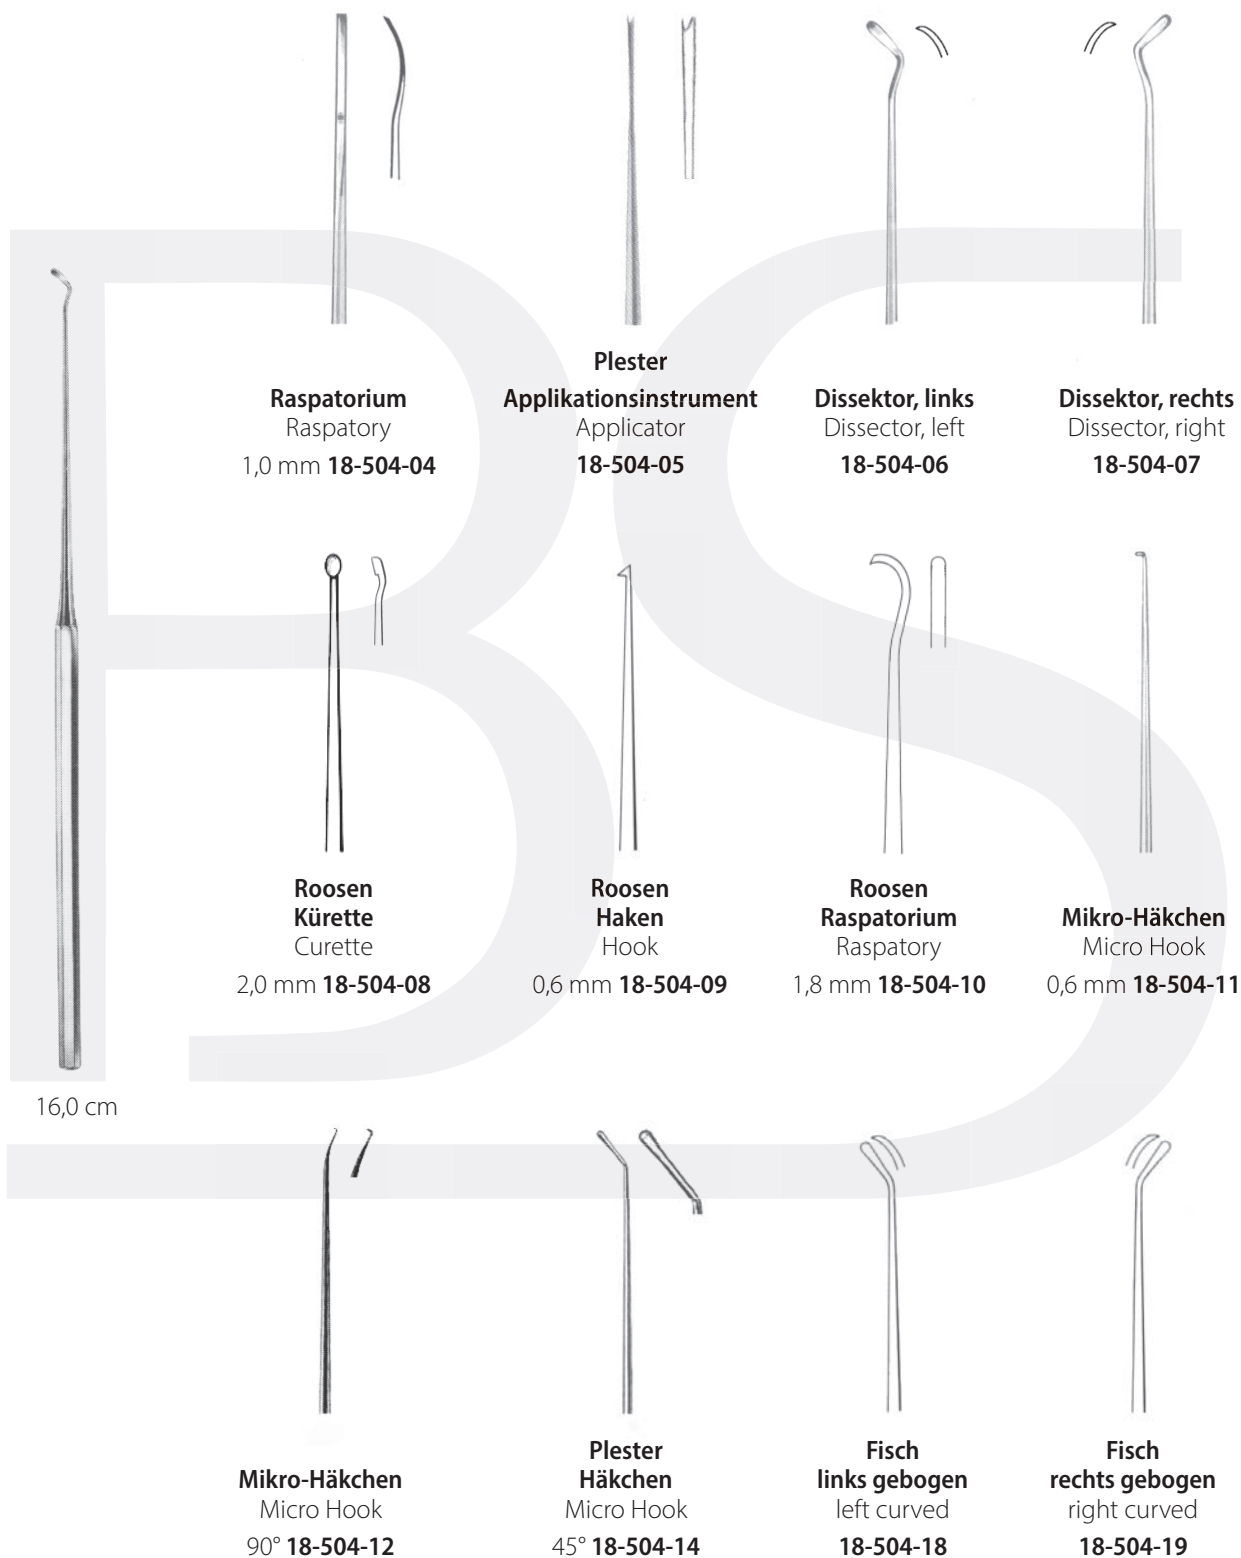 Raspatorium
Raspatory
1,0 mm 18-504-04
Plester
Applikationsinstrument
Applicator
18-504-05
Dissektor, links
Dissector, left
18-504-06
Dissektor, rechts
Dissector, right
18-504-07
Roosen
Kürette
Curette
2,0 mm 18-504-08
Roosen
Haken
Hook
0,6 mm 18-504-09
Roosen
Raspatorium
Raspatory
1,8 mm 18-504-10
Mikro-Häkchen
Micro Hook
0,6 mm 18-504-11
16,0 cm
Mikro-Häkchen
Micro Hook
90° 18-504-12
Plester
Häkchen
Micro Hook
45° 18-504-14
Fisch
links gebogen
left curved
18-504-18
Fisch
rechts gebogen
right curved
18-504-19
BS